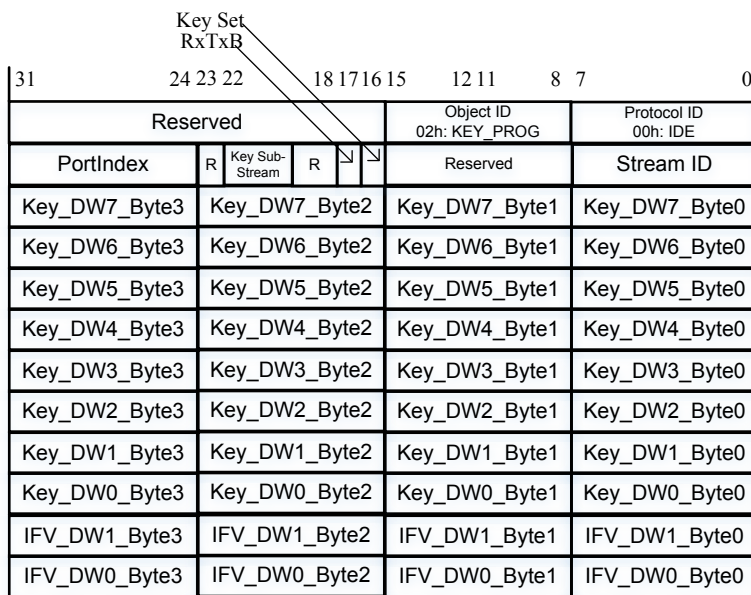 Key Set
RxTxB
31 24 23 22 18 17 16 15 12 11 8 7 0
Reserved Object ID Protocol ID
02h: KEY_PROG 00h: IDE
PortIndex R Key Sub- R Reserved Stream ID
Stream
Key_DW7_Byte3 Key_DW7_Byte2 Key_DW7_Byte1 Key_DW7_Byte0
Key_DW6_Byte3 Key_DW6_Byte2 Key_DW6_Byte1 Key_DW6_Byte0
Key_DW5_Byte3 Key_DW5_Byte2 Key_DW5_Byte1 Key_DW5_Byte0
Key_DW4_Byte3 Key_DW4_Byte2 Key_DW4_Byte1 Key_DW4_Byte0
Key_DW3_Byte3 Key_DW3_Byte2 Key_DW3_Byte1 Key_DW3_Byte0
Key_DW2_Byte3 Key_DW2_Byte2 Key_DW2_Byte1 Key_DW2_Byte0
Key_DW1_Byte3 Key_DW1_Byte2 Key_DW1_Byte1 Key_DW1_Byte0
Key_DW0_Byte3 Key_DW0_Byte2 Key_DW0_Byte1 Key_DW0_Byte0
IFV_DW1_Byte3 IFV_DW1_Byte2 IFV_DW1_Byte1 IFV_DW1_Byte0
IFV_DW0_Byte3 IFV_DW0_Byte2 IFV_DW0_Byte1 IFV_DW0_Byte0